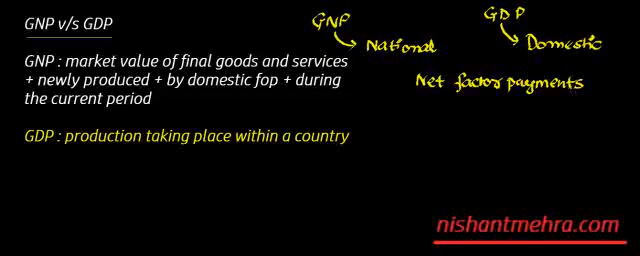 GNP v/s GDP
GNP : market value of final goods and services
+ newly produced + by domestic fop + during
the current period
GDP : production taking place within a country
GNP
National
GDP
Domestic
Net factor payments
nishantmehra.com